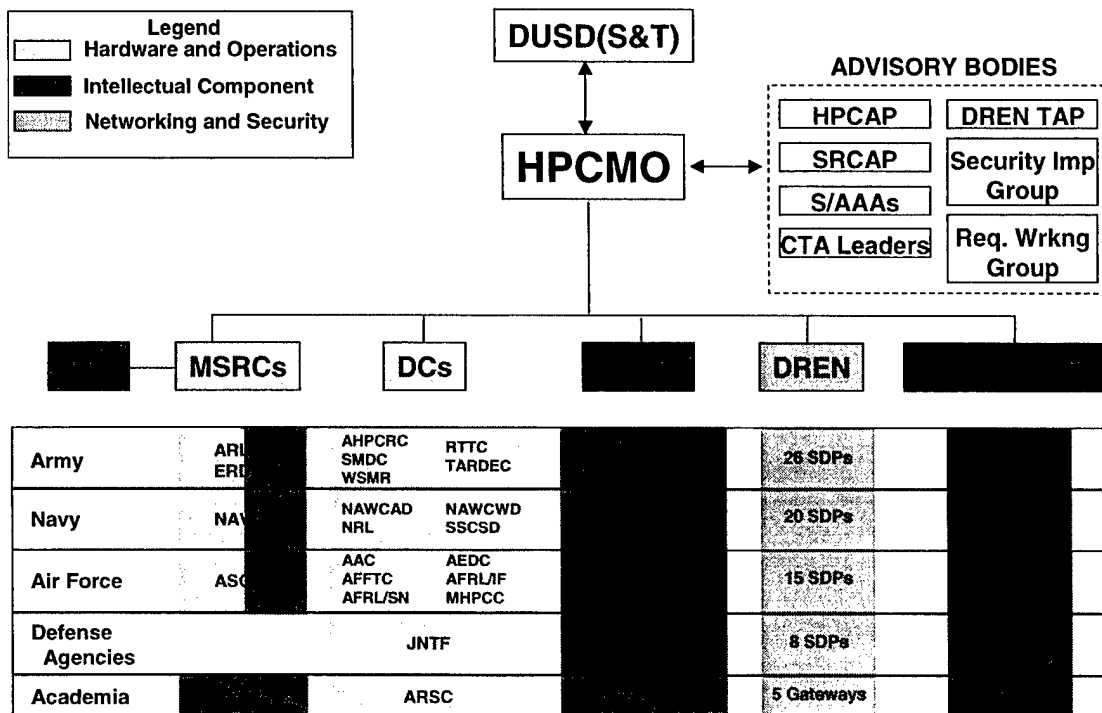 Legend
Hardware and Operations
Intellectual Component
Networking and Security
DUSD(S&T)
HPCMO
ADVISORY BODIES
HPCAP
DREN TAP
SRCAP
Security Imp
Group
S/AAAs
CTA Leaders
Req. Wrkng
Group
MSRCs
DCs
DREN
Army
ARL
ERD
AHPCRC
SMDC
WSMR
RTTC
TARDEC
26 SDPs
Navy
NAV
NAWCAD
NRL
NAWCWD
SSCSD
20 SDPs
Air Force
ASC
AAC
AFFTC
AFRL/SN
AEDC
AFRL/IF
MHPCC
15 SDPs
Defense
Agencies
JNTF
8 SDPs
Academia
ARSC
5 Gateways